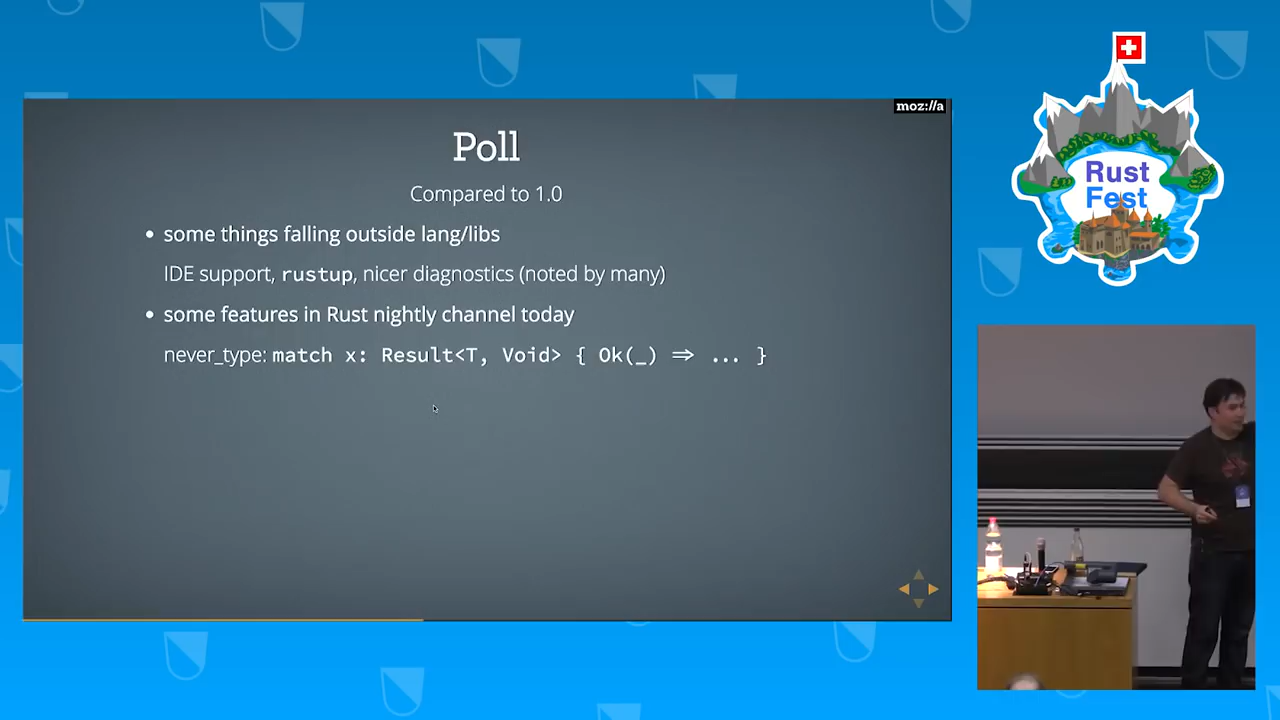 moz://a
Poll
Compared to 1.0
• some things falling outside lang/libs
IDE support, rustup, nicer diagnostics (noted by many)
• some features in Rust nightly channel today
never_type: match x: Result<T, Void> { Ok(_) ⇒ ... }
Rust
Fest